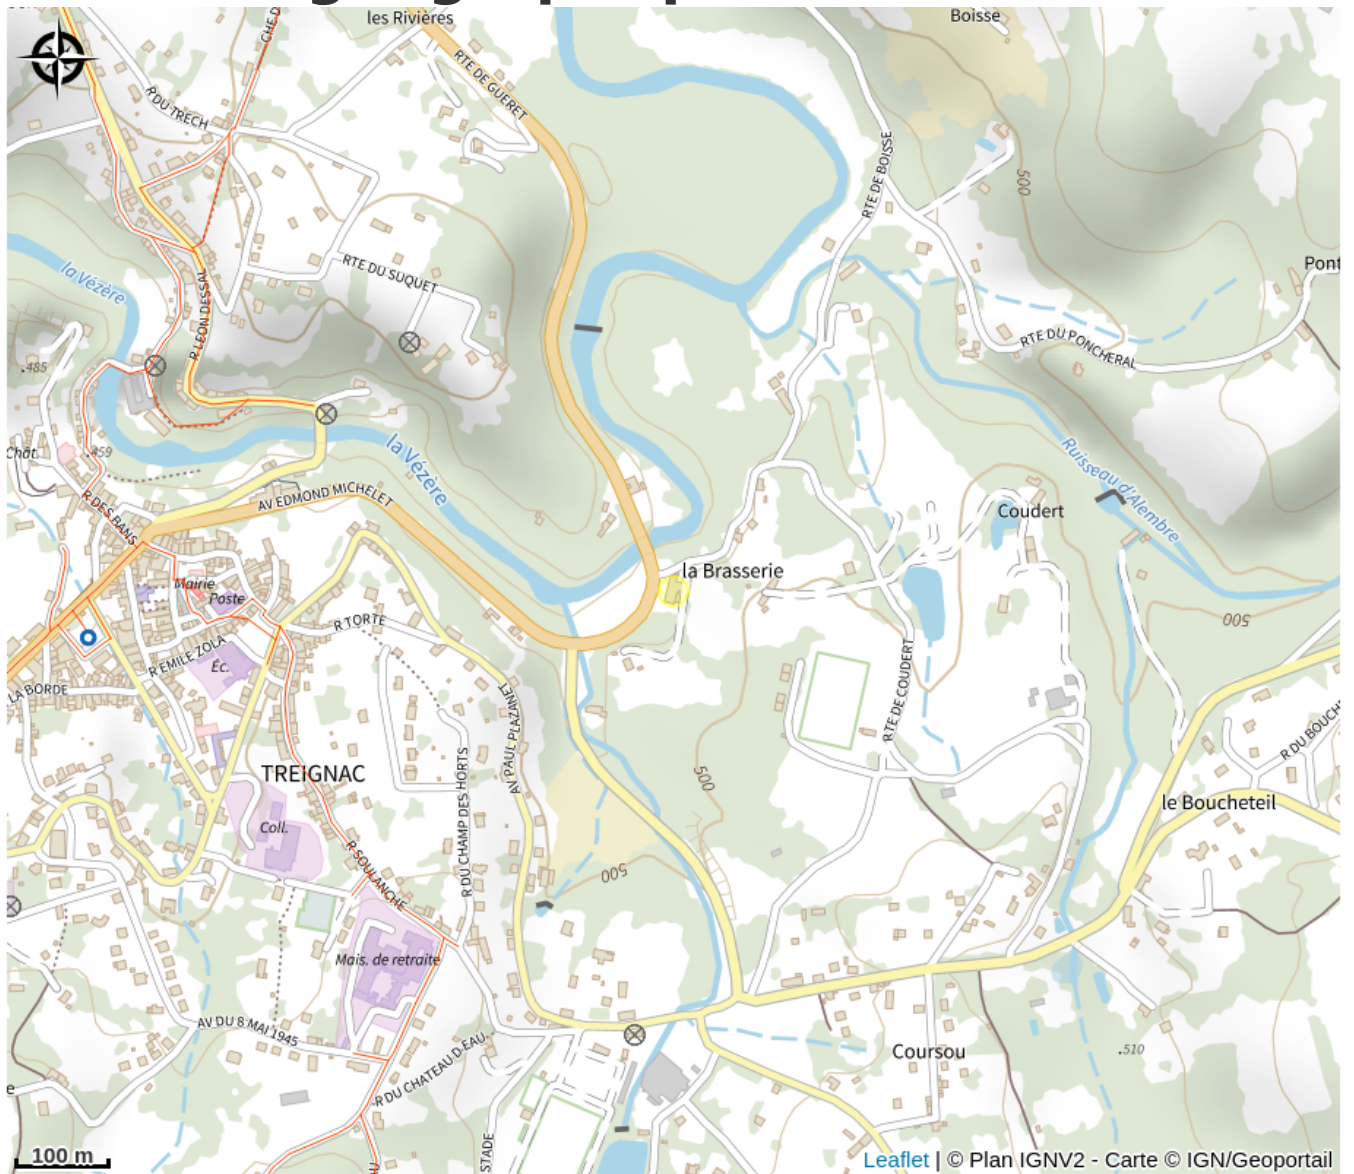 les Rivières
Boisse
CHE D
RTE DE GUERET
R DU TRECH
RTE DE BOISSE
500
la Vézère
RTE DU SUQUET
Pont
R LEON DESSAL
RTE DU PONCHERAL
.485
Chât.
.459
la Vézère
Ruisseau d'Alembre
R DES BANS
AV EDMOND MICHELET
Coudert
la Brasserie
Mairie
Poste
R TORTE
500
R EMILE ZOLA
Éc.
LA BORDE
AV PAUL PLAZANET
RTE DE COUDERT
R DU BOUCH
TREIGNAC
500
R DU CHAMP DES HORTS
le Boucheteil
Coll.
R SOULANCHE
500
Mais. de retraite
AV DU 8 MAI 1945
Coursou
.510
R DU CHATEAU D'EAU
e
STADE
100 m
Leaflet | © Plan IGNV2 - Carte © IGN/Geoportail